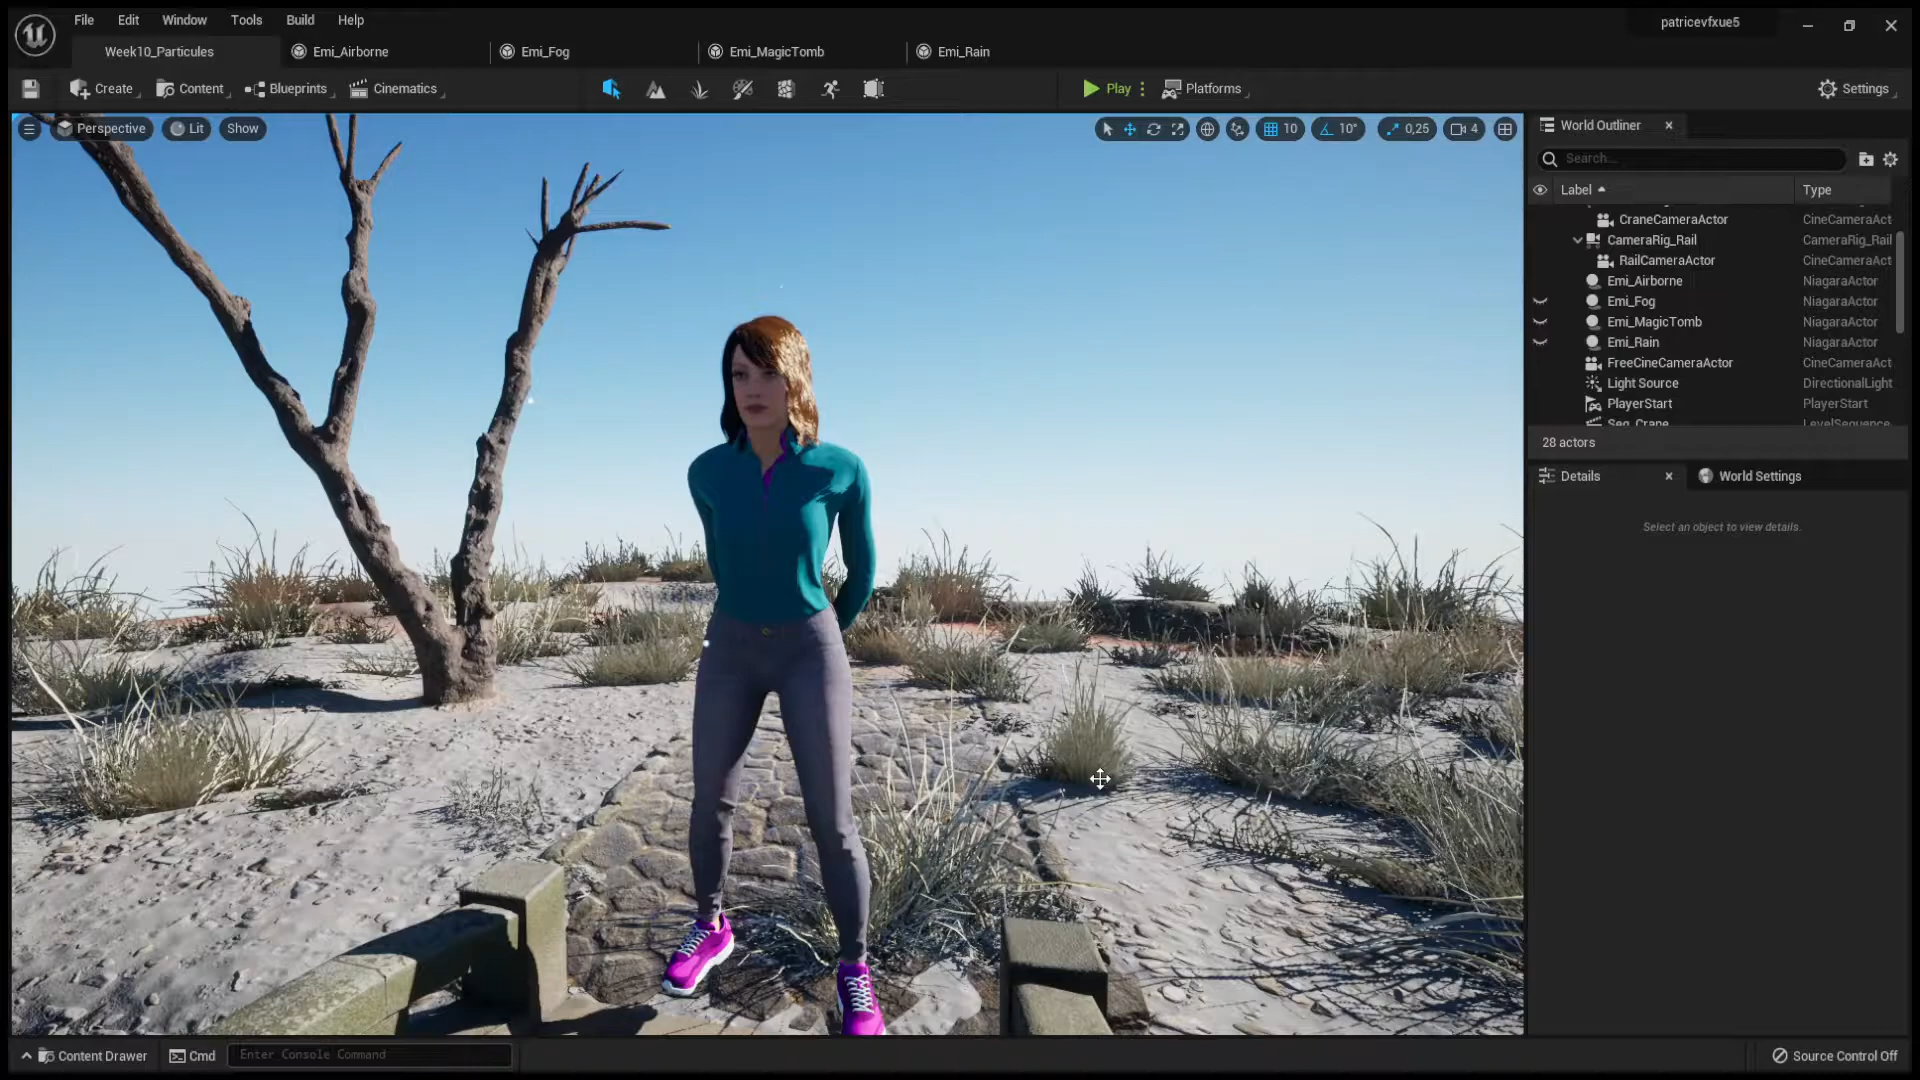 File Edit Window Tools Build Help
patricevfxue5
Week10_Particules Emi_Airborne Emi_Fog Emi_MagicTomb Emi_Rain
Create Content Blueprints Cinematics Play Platforms Settings
Perspective Lit Show 10 10° 0,25 4
World Outliner
Search...
Label Type
CraneCameraActor CineCameraAct
CameraRig_Rail CameraRig_Rail
RailCameraActor CineCameraAct
Emi_Airborne NiagaraActor
Emi_Fog NiagaraActor
Emi_MagicTomb NiagaraActor
Emi_Rain NiagaraActor
FreeCineCameraActor CineCameraAct
Light Source DirectionalLight
PlayerStart PlayerStart
Seq_Crane LevelSequence
28 actors
Details World Settings
Select an object to view details.
Content Drawer Cmd Enter Console Command Source Control Off